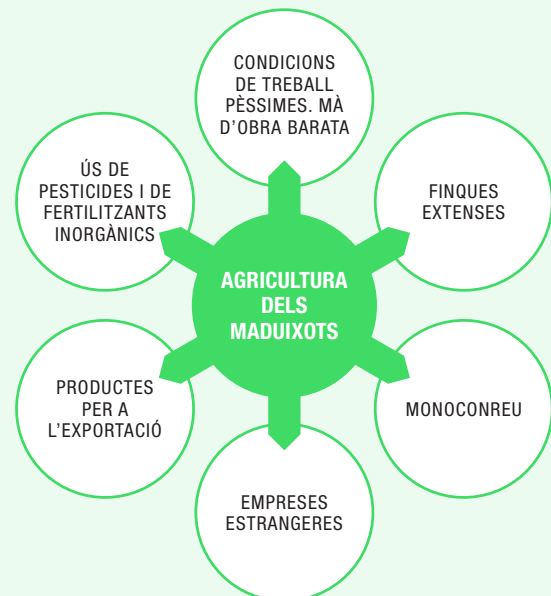 CONDICIONS
DE TREBALL
PÈSSIMES. MÀ
D'OBRA BARATA
ÚS DE
PESTICIDES I DE
FERTILITZANTS
INORGÀNICS
FINQUES
EXTENSES
AGRICULTURA
DELS
MADUIXOTS
PRODUCTES
PER A
L'EXPORTACIÓ
MONOCONREU
EMPRESES
ESTRANGERES